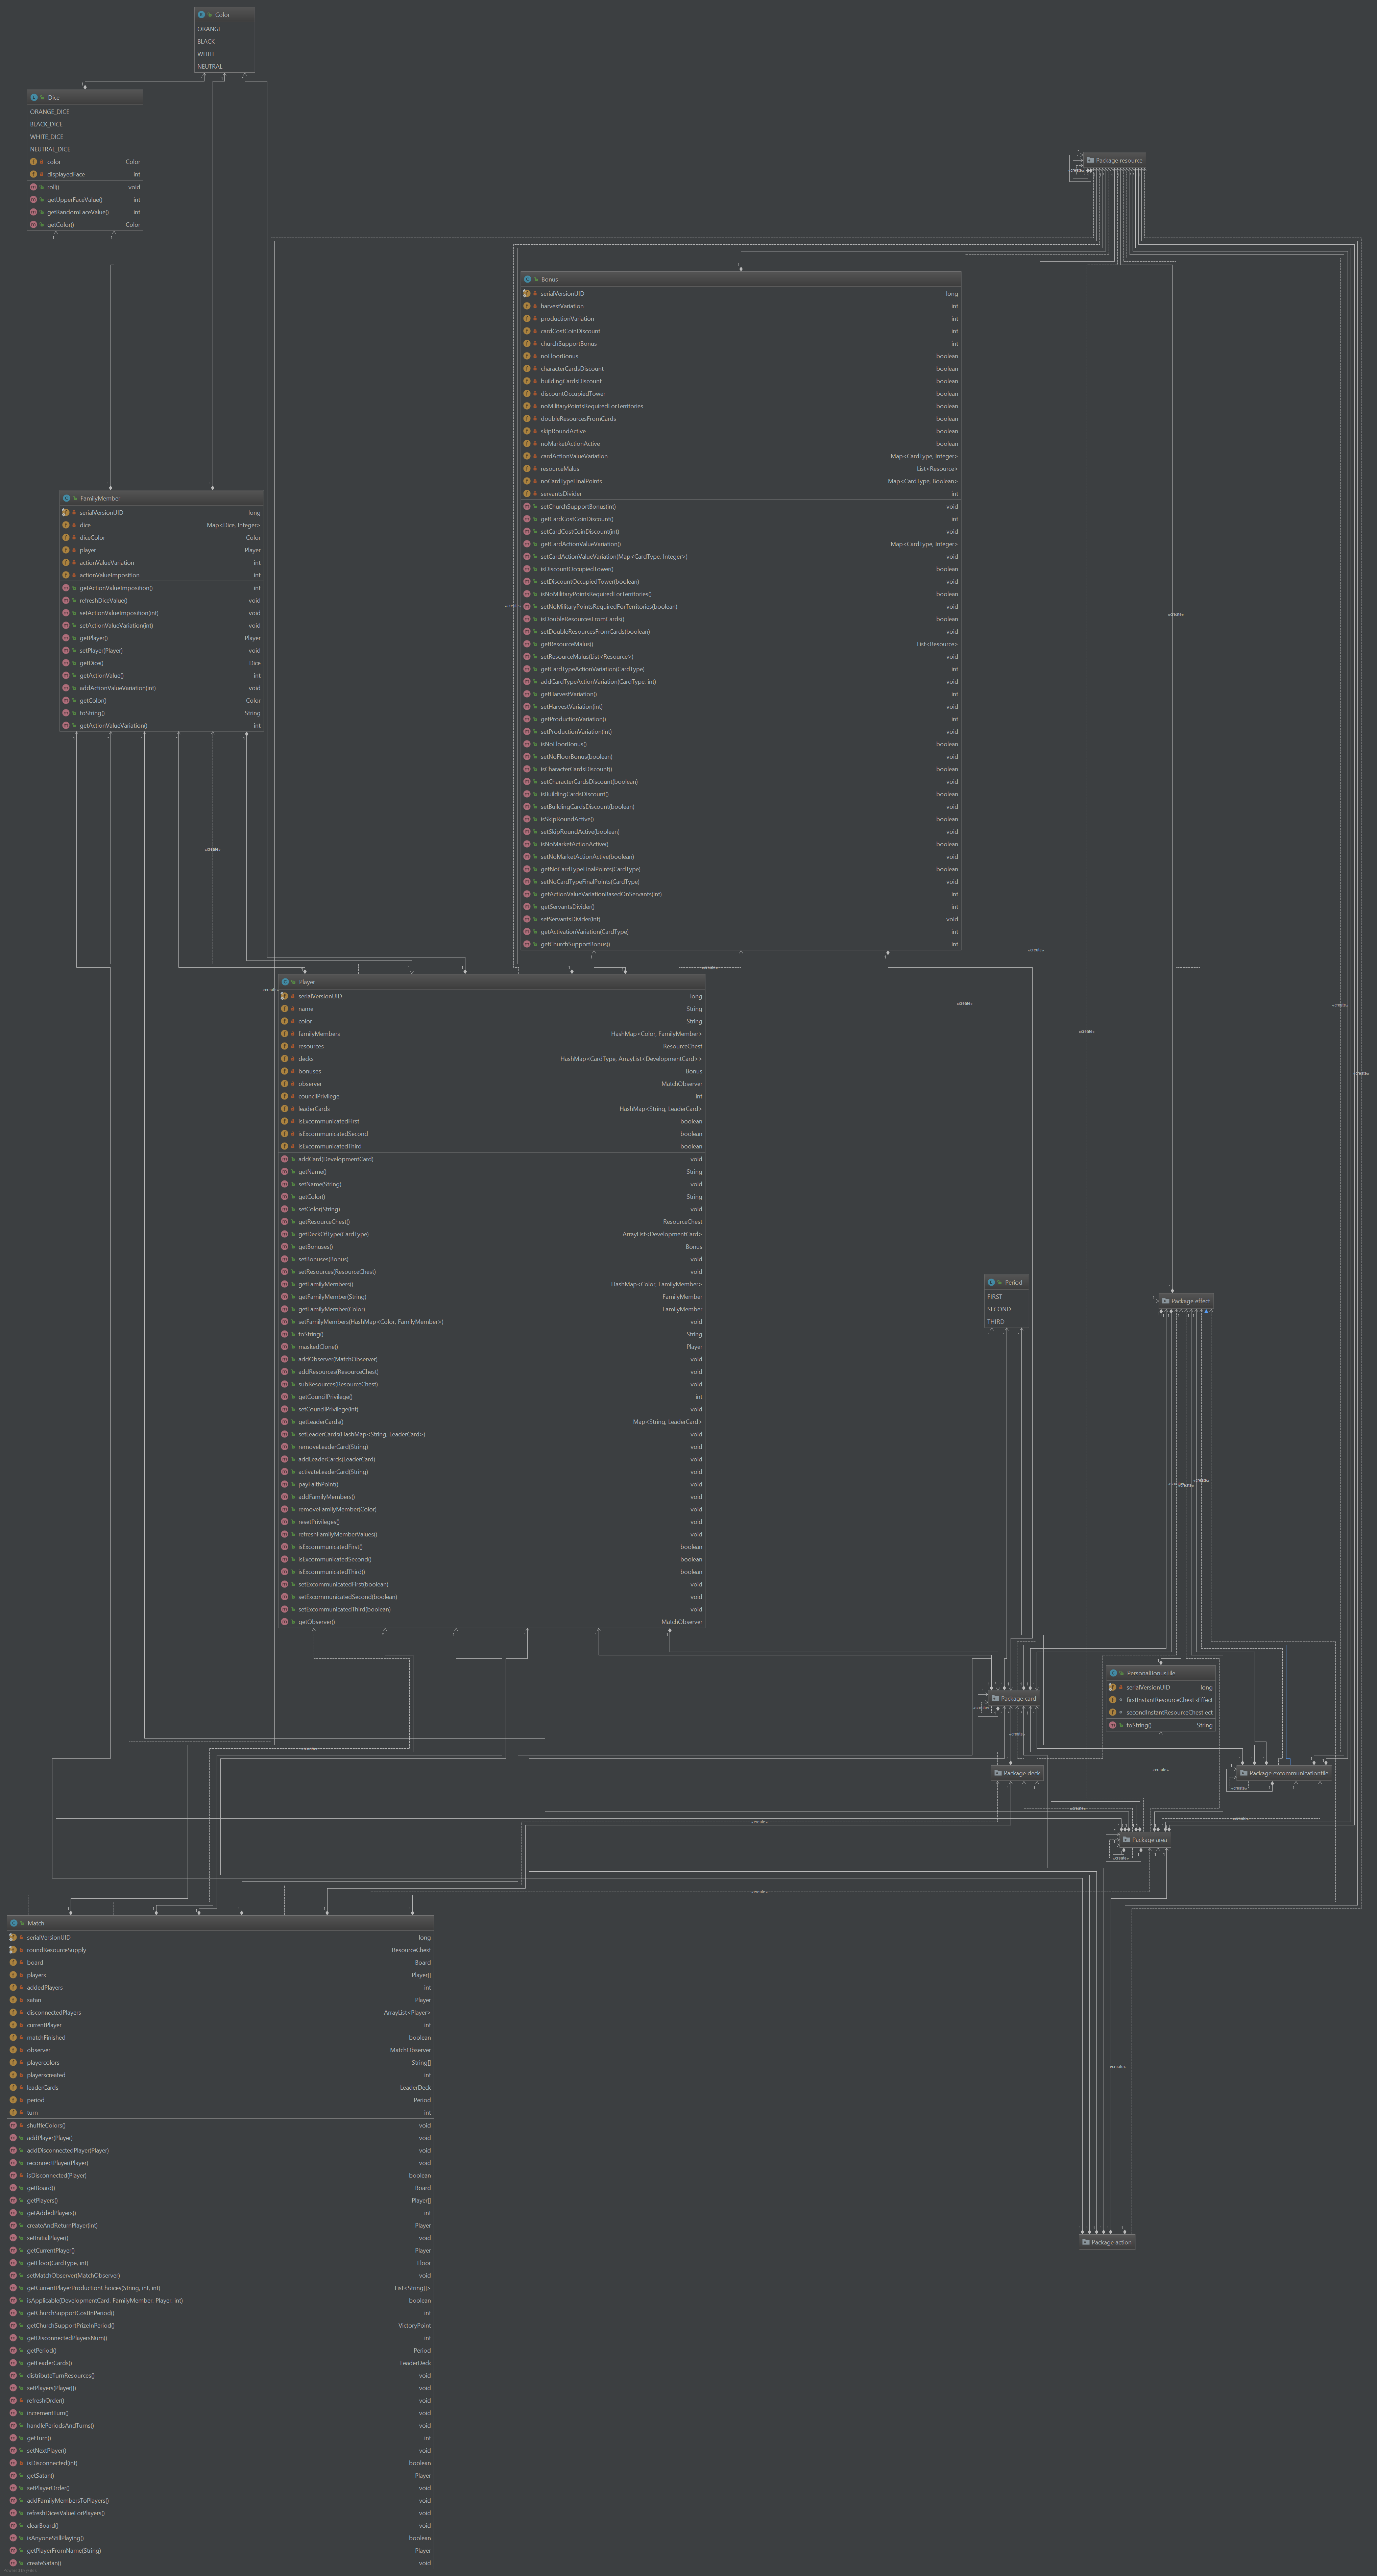 Color
ORANGE
BLACK
WHITE
NEUTRAL
Dice
ORANGE_DICE
BLACK_DICE
WHITE_DICE
NEUTRAL_DICE
color Color
displayedFace int
roll() void
getUpperFaceValue() int
getRandomFaceValue() int
getColor() Color
Package resource
Bonus
serialVersionUID long
harvestVariation int
productionVariation int
cardCostCoinDiscount int
churchSupportBonus int
noFloorBonus boolean
characterCardsDiscount boolean
buildingCardsDiscount boolean
discountOccupiedTower boolean
noMilitaryPointsRequiredForTerritories boolean
doubleResourcesFromCards boolean
skipRoundActive boolean
noMarketActionActive boolean
cardActionValueVariation Map<CardType, Integer>
resourceMalus List<Resource>
noCardTypeFinalPoints Map<CardType, Boolean>
servantsDivider int
setChurchSupportBonus(int) void
getCardCostCoinDiscount() int
setCardCostCoinDiscount(int) void
getCardActionValueVariation() Map<CardType, Integer>
setCardActionValueVariation(Map<CardType, Integer>) void
isDiscountOccupiedTower() boolean
setDiscountOccupiedTower(boolean) void
isNoMilitaryPointsRequiredForTerritories() boolean
setNoMilitaryPointsRequiredForTerritories(boolean) void
isDoubleResourcesFromCards() boolean
setDoubleResourcesFromCards(boolean) void
getResourceMalus() List<Resource>
setResourceMalus(List<Resource>) void
getCardTypeActionVariation(CardType) int
addCardTypeActionVariation(CardType, int) void
getHarvestVariation() int
setHarvestVariation(int) void
getProductionVariation() int
setProductionVariation(int) void
isNoFloorBonus() boolean
setNoFloorBonus(boolean) void
isCharacterCardsDiscount() boolean
setCharacterCardsDiscount(boolean) void
isBuildingCardsDiscount() boolean
setBuildingCardsDiscount(boolean) void
isSkipRoundActive() boolean
setSkipRoundActive(boolean) void
isNoMarketActionActive() boolean
setNoMarketActionActive(boolean) void
getNoCardTypeFinalPoints(CardType) boolean
setNoCardTypeFinalPoints(CardType) void
getActionValueVariationBasedOnServants(int) int
getServantsDivider() int
setServantsDivider(int) void
getActivationVariation(CardType) int
getChurchSupportBonus() int
FamilyMember
serialVersionUID long
dice Map<Dice, Integer>
diceColor Color
player Player
actionValueVariation int
actionValueImposition int
getActionValueImposition() int
refreshDiceValue() void
setActionValueImposition(int) void
setActionValueVariation(int) void
getPlayer() Player
setPlayer(Player) void
getDice() Dice
getActionValue() int
addActionValueVariation(int) void
getColor() Color
toString() String
getActionValueVariation() int
Player
serialVersionUID long
name String
color String
familyMembers HashMap<Color, FamilyMember>
resources ResourceChest
decks HashMap<CardType, ArrayList<DevelopmentCard>>
bonuses Bonus
observer MatchObserver
councilPrivilege int
leaderCards HashMap<String, LeaderCard>
isExcommunicatedFirst boolean
isExcommunicatedSecond boolean
isExcommunicatedThird boolean
addCard(DevelopmentCard) void
getName() String
setName(String) void
getColor() String
setColor(String) void
getResourceChest() ResourceChest
getDeckOfType(CardType) ArrayList<DevelopmentCard>
getBonuses() Bonus
setBonuses(Bonus) void
setResources(ResourceChest) void
getFamilyMembers() HashMap<Color, FamilyMember>
getFamilyMember(String) FamilyMember
getFamilyMember(Color) FamilyMember
setFamilyMembers(HashMap<Color, FamilyMember>) void
toString() String
maskedClone() Player
addObserver(MatchObserver) void
addResources(ResourceChest) void
subResources(ResourceChest) void
getCouncilPrivilege() int
setCouncilPrivilege(int) void
getLeaderCards() Map<String, LeaderCard>
setLeaderCards(HashMap<String, LeaderCard>) void
removeLeaderCard(String) void
addLeaderCards(LeaderCard) void
activateLeaderCard(String) void
payFaithPoint() void
addFamilyMembers() void
removeFamilyMember(Color) void
resetPrivileges() void
refreshFamilyMemberValues() void
isExcommunicatedFirst() boolean
isExcommunicatedSecond() boolean
isExcommunicatedThird() boolean
setExcommunicatedFirst(boolean) void
setExcommunicatedSecond(boolean) void
setExcommunicatedThird(boolean) void
getObserver() MatchObserver
Period
FIRST
SECOND
THIRD
Package effect
PersonalBonusTile
serialVersionUID long
firstInstantResourceChest sEffect
secondInstantResourceChest ect
toString() String
Package card
Package deck
Package excommunicationtile
Package area
Match
serialVersionUID long
roundResourceSupply ResourceChest
board Board
players Player[]
addedPlayers int
satan Player
disconnectedPlayers ArrayList<Player>
currentPlayer int
matchFinished boolean
observer MatchObserver
playercolors String[]
playerscreated int
leaderCards LeaderDeck
period Period
turn int
shuffleColors() void
addPlayer(Player) void
addDisconnectedPlayer(Player) void
reconnectPlayer(Player) void
isDisconnected(Player) boolean
getBoard() Board
getPlayers() Player[]
getAddedPlayers() int
createAndReturnPlayer(int) Player
setInitialPlayer() void
getCurrentPlayer() Player
getFloor(CardType, int) Floor
setMatchObserver(MatchObserver) void
getCurrentPlayerProductionChoices(String, int, int) List<String[]>
isApplicable(DevelopmentCard, FamilyMember, Player, int) boolean
getChurchSupportCostInPeriod() int
getChurchSupportPrizeInPeriod() VictoryPoint
getDisconnectedPlayersNum() int
getPeriod() Period
getLeaderCards() LeaderDeck
distributeTurnResources() void
setPlayers(Player[]) void
refreshOrder() void
incrementTurn() void
handlePeriodsAndTurns() void
getTurn() int
setNextPlayer() void
isDisconnected(int) boolean
getSatan() Player
setPlayerOrder() void
addFamilyMembersToPlayers() void
refreshDicesValueForPlayers() void
clearBoard() void
isAnyoneStillPlaying() boolean
getPlayerFromName(String) Player
createSatan() void
Package action